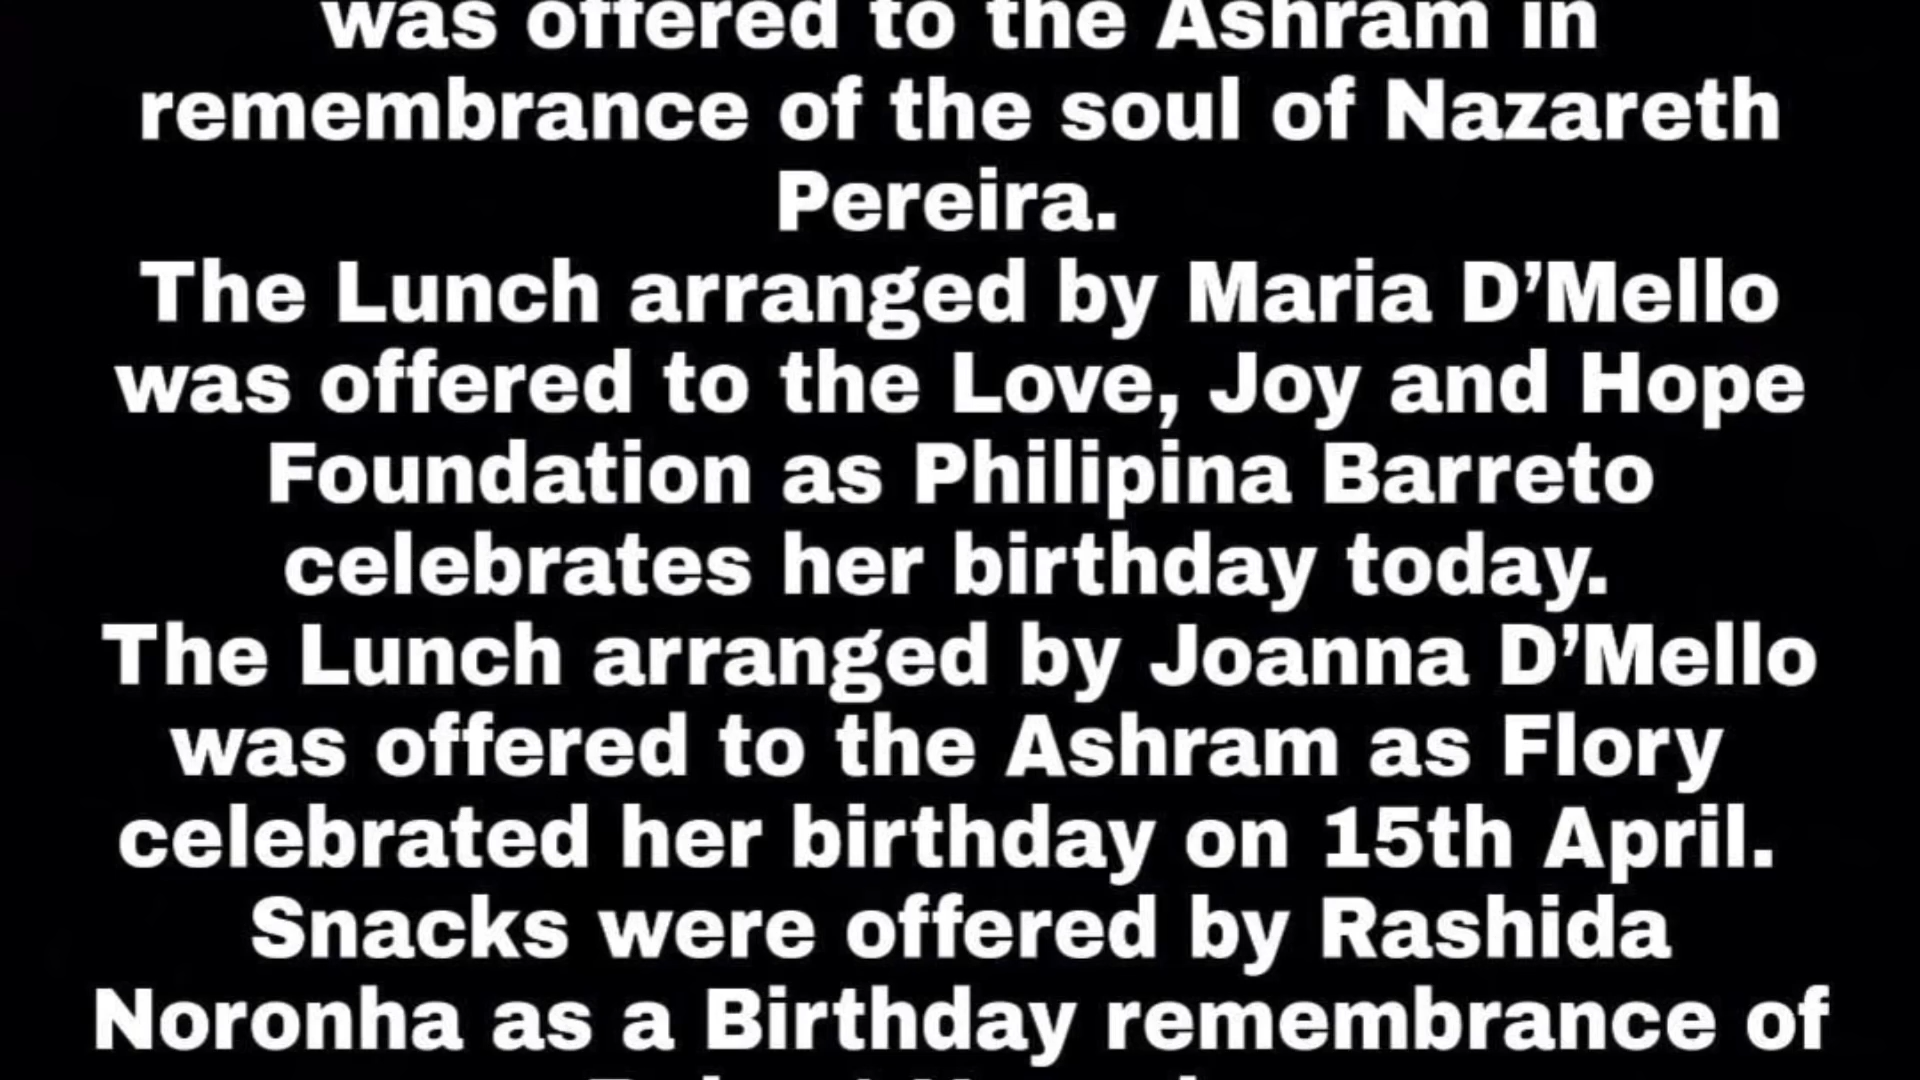 was offered to the Ashram in
remembrance of the soul of Nazareth
Pereira.
The Lunch arranged by Maria D’Mello
was offered to the Love, Joy and Hope
Foundation as Philipina Barreto
celebrates her birthday today.
The Lunch arranged by Joanna D’Mello
was offered to the Ashram as Flory
celebrated her birthday on 15th April.
Snacks were offered by Rashida
Noronha as a Birthday remembrance of